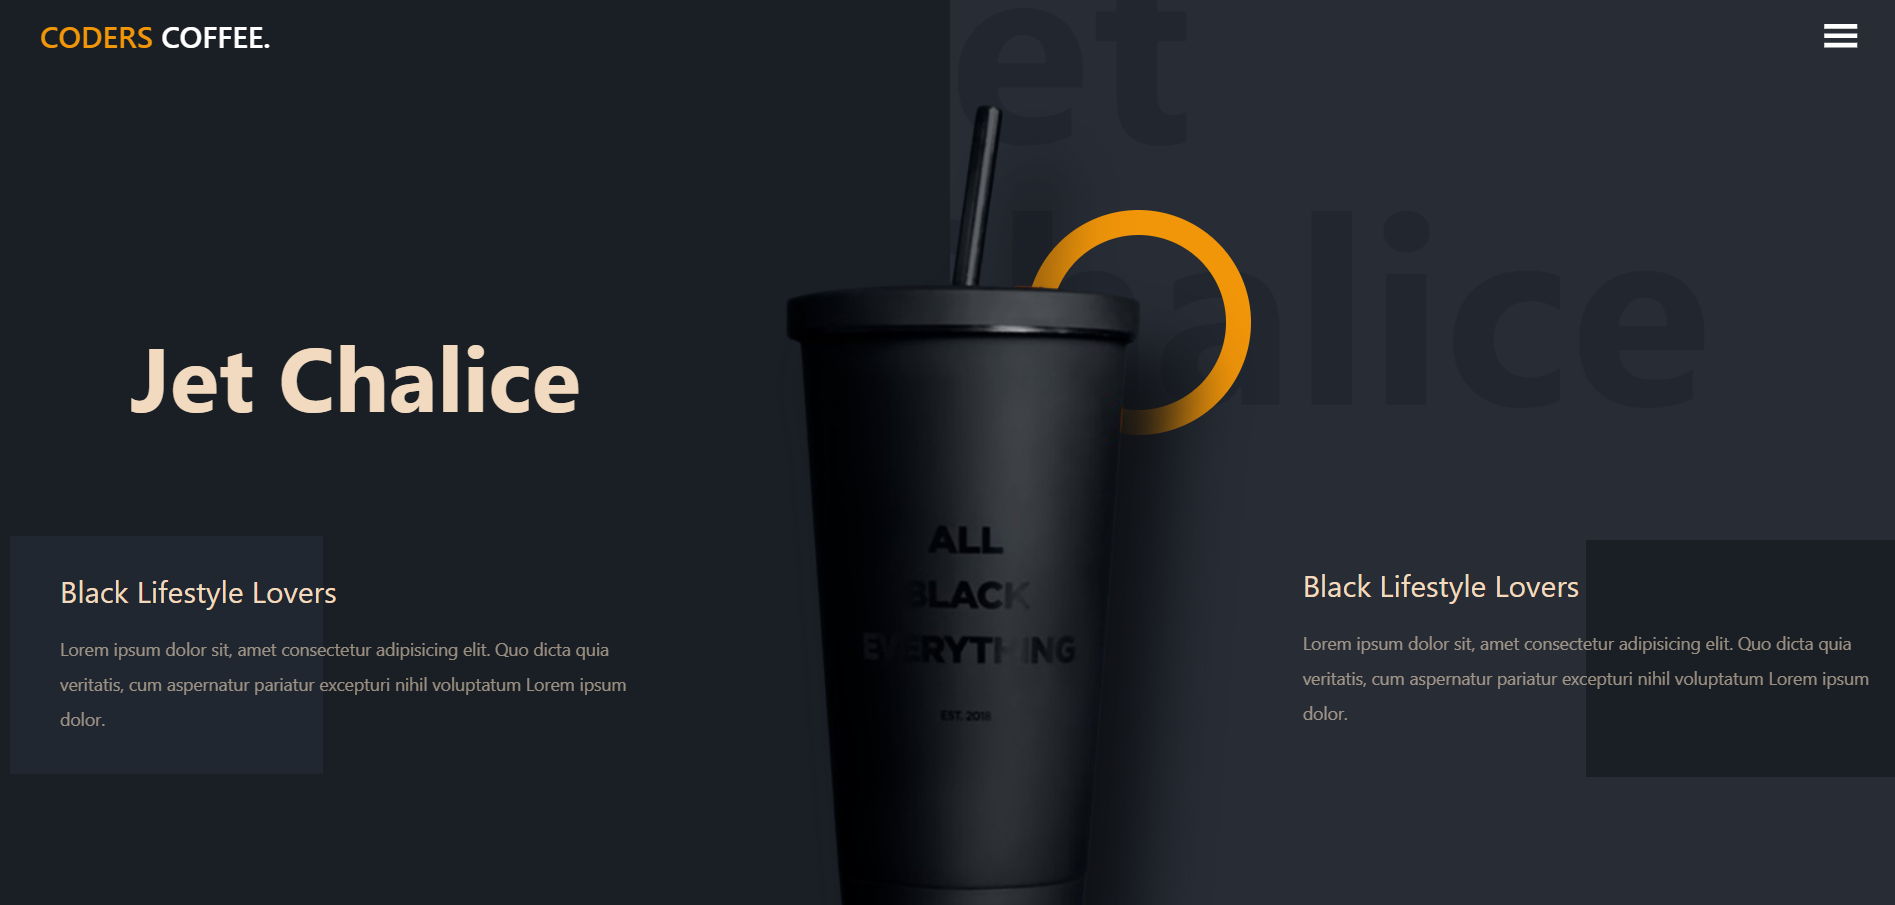 CODERS COFFEE.
et
halice
Jet Chalice
ALL
BLACK
EVERYTHING
EST. 2018
Black Lifestyle Lovers
Lorem ipsum dolor sit, amet consectetur adipisicing elit. Quo dicta quia
veritatis, cum aspernatur pariatur excepturi nihil voluptatum Lorem ipsum
dolor.
Black Lifestyle Lovers
Lorem ipsum dolor sit, amet consectetur adipisicing elit. Quo dicta quia
veritatis, cum aspernatur pariatur excepturi nihil voluptatum Lorem ipsum
dolor.